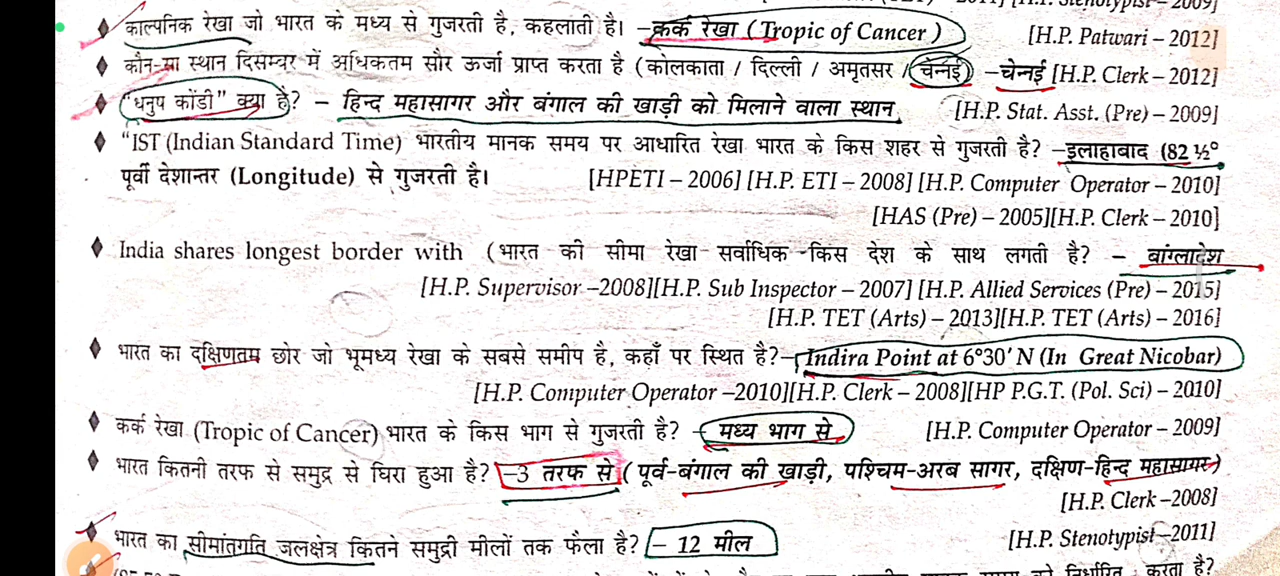 [H.P. Stenotypist – 2009]
काल्पनिक रेखा जो भारत के मध्य से गुजरती है, कहलाती है। –कर्क रेखा (Tropic of Cancer) [H.P. Patwari - 2012]
कौन-सा स्थान दिसम्बर में अधिकतम सौर ऊर्जा प्राप्त करता है (कोलकाता / दिल्ली / अमृतसर / चेन्नई) –चेन्नई [H.P. Clerk – 2012]
"धनुष कोंडी" क्या है? – हिन्द महासागर और बंगाल की खाड़ी को मिलाने वाला स्थान [H.P. Stat. Asst. (Pre) – 2009]
"IST (Indian Standard Time) भारतीय मानक समय पर आधारित रेखा भारत के किस शहर से गुजरती है? –इलाहाबाद (82 ½°
पूर्वी देशान्तर (Longitude) से गुजरती है। [HPETI – 2006] [H.P. ETI – 2008] [H.P. Computer Operator – 2010]
[HAS (Pre) – 2005][H.P. Clerk – 2010]
India shares longest border with (भारत की सीमा रेखा सर्वाधिक किस देश के साथ लगती है? – बांग्लादेश
[H.P. Supervisor –2008][H.P. Sub Inspector – 2007] [H.P. Allied Services (Pre) – 2015]
[H.P. TET (Arts) – 2013][H.P. TET (Arts) – 2016]
भारत का दक्षिणतम छोर जो भूमध्य रेखा के सबसे समीप है, कहाँ पर स्थित है?– Indira Point at 6°30' N (In Great Nicobar)
[H.P. Computer Operator –2010][H.P. Clerk – 2008][HP P.G.T. (Pol. Sci) – 2010]
कर्क रेखा (Tropic of Cancer) भारत के किस भाग से गुजरती है? – मध्य भाग से [H.P. Computer Operator – 2009]
भारत कितनी तरफ से समुद्र से घिरा हुआ है? –3 तरफ से (पूर्व-बंगाल की खाड़ी, पश्चिम-अरब सागर, दक्षिण-हिन्द महासागर)
[H.P. Clerk –2008]
भारत का सीमांतगति जलक्षेत्र कितने समुद्री मीलों तक फैला है? – 12 मील [H.P. Stenotypist –2011]
करता है?